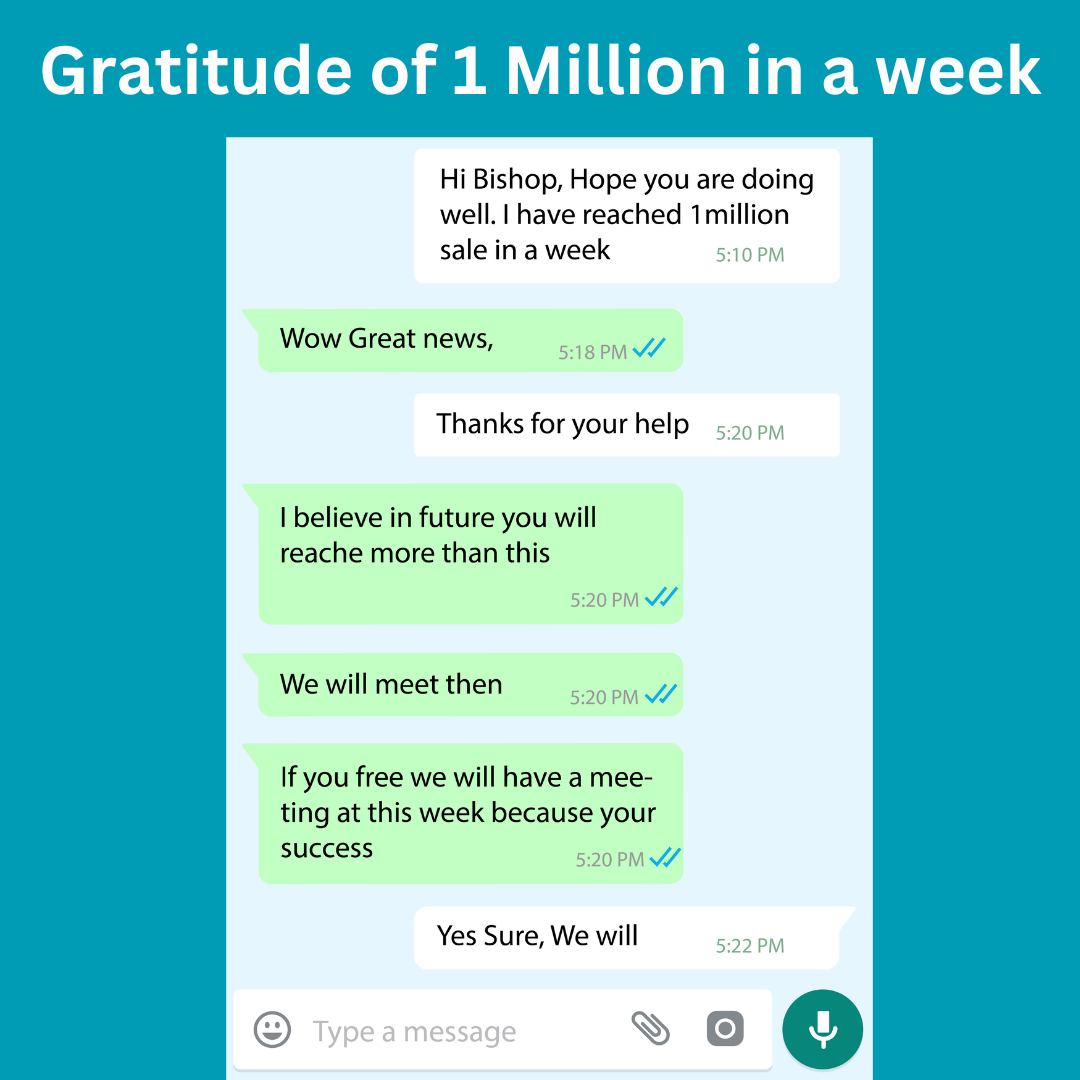 Gratitude of 1 Million in a week
Hi Bishop, Hope you are doing
well. I have reached 1million
sale in a week
5:10 PM
Wow Great news,
5:18 PM
Thanks for your help
5:20 PM
I believe in future you will
reache more than this
5:20 PM
We will meet then
5:20 PM
If you free we will have a mee-
ting at this week because your
success
5:20 PM
Yes Sure, We will
5:22 PM
Type a message